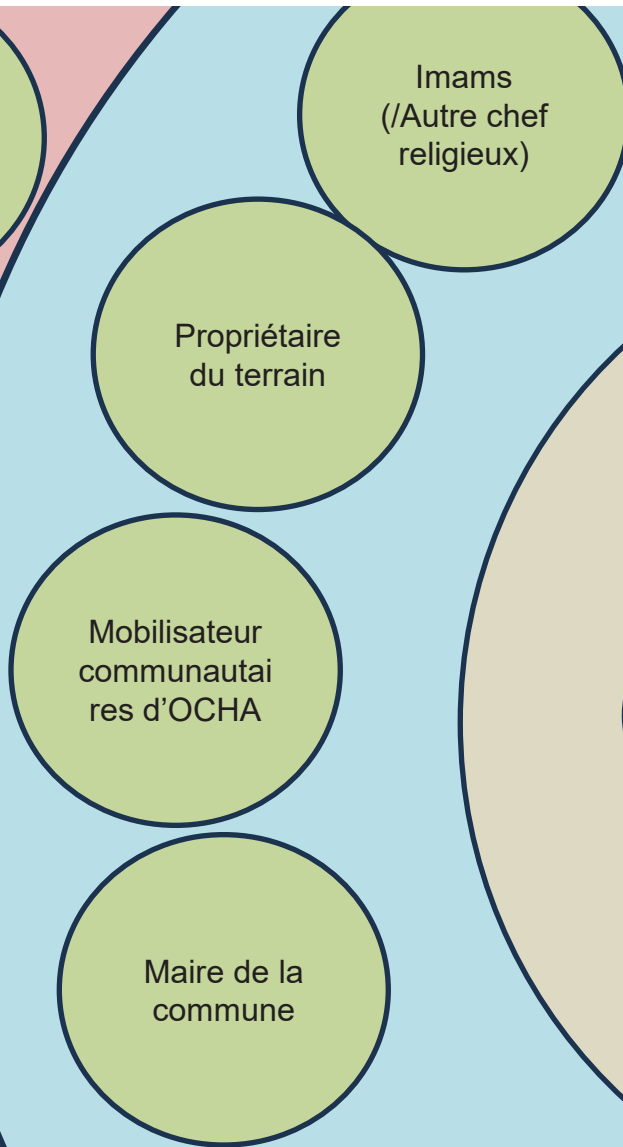 Imams
(/Autre chef
religieux)
Propriétaire
du terrain
Mobilisateur
communautai
res d’OCHA
Maire de la
commune